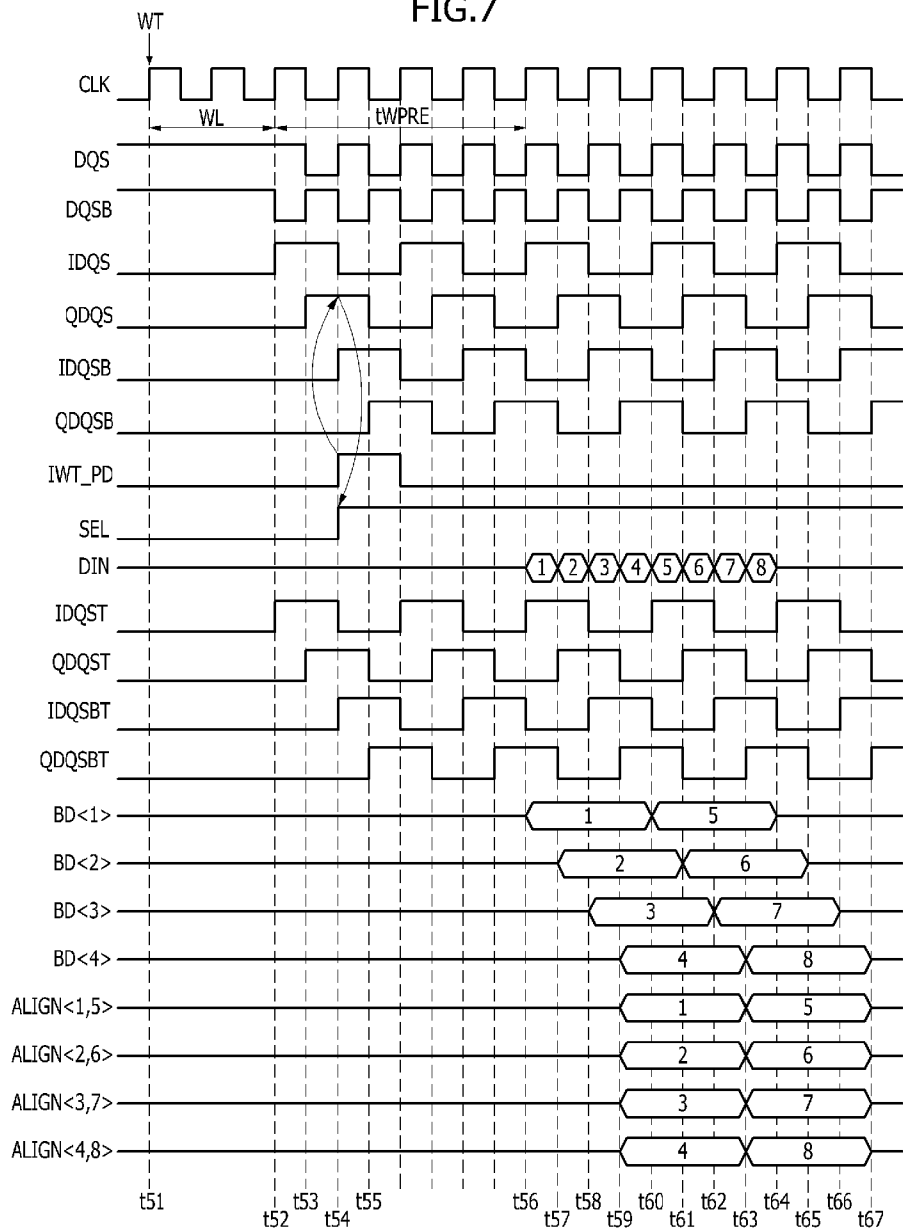 FIG.7
WT
CLK
WL
tWPRE
DQS
DQSB
IDQS
QDQS
IDQSB
QDQSB
IWT_PD
SEL
DIN 1 2 3 4 5 6 7 8
IDQST
QDQST
IDQSBT
QDQSBT
BD<1> 1 5
BD<2> 2 6
BD<3> 3 7
BD<4> 4 8
ALIGN<1,5> 1 5
ALIGN<2,6> 2 6
ALIGN<3,7> 3 7
ALIGN<4,8> 4 8
t51 t53 t55 t56 t58 t60 t62 t64 t66
t52 t54 t57 t59 t61 t63 t65 t67